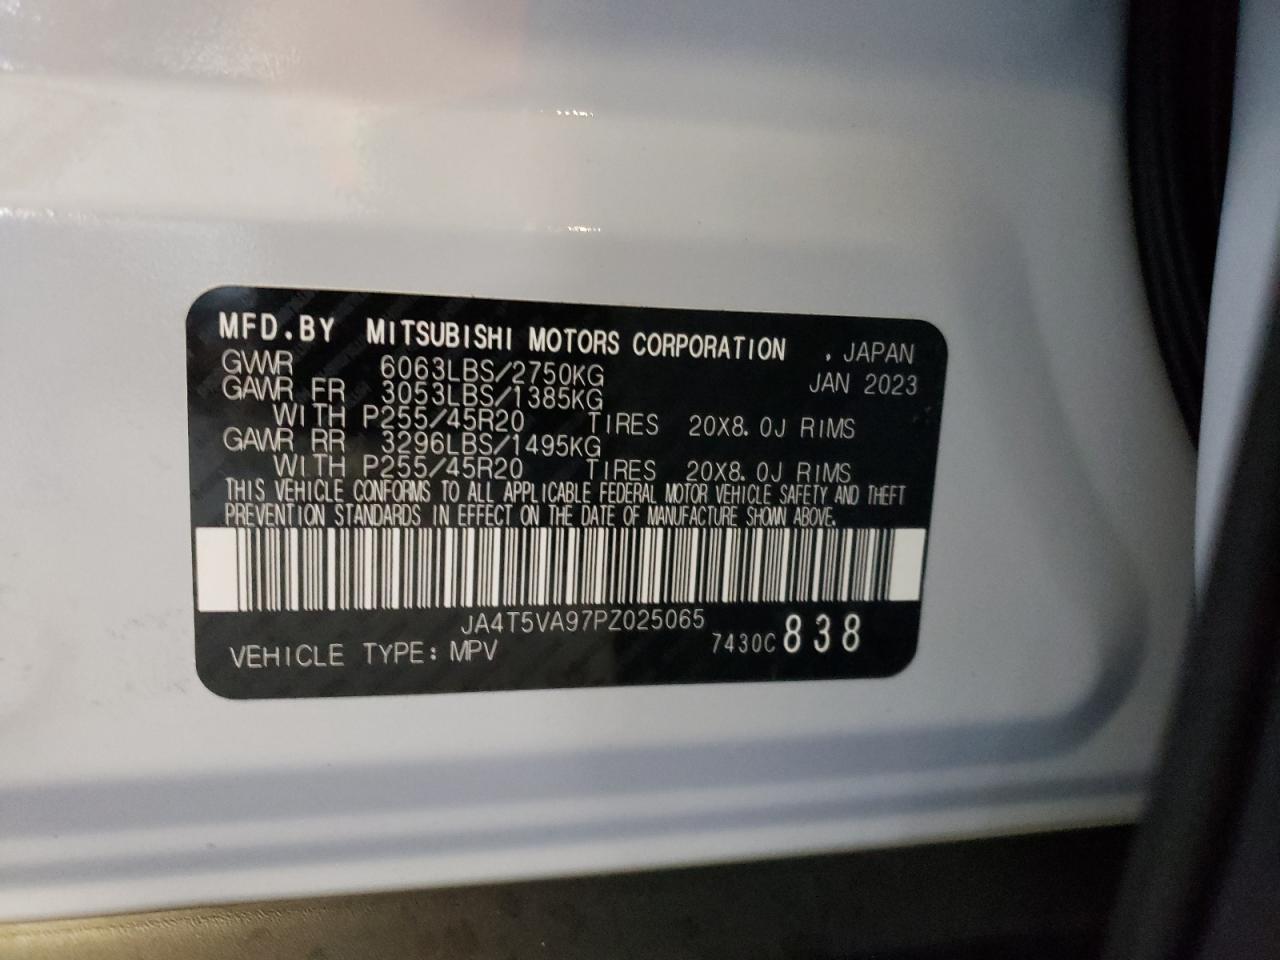 MFD.BY MITSUBISHI MOTORS CORPORATION . JAPAN
GVWR 6063LBS/2750KG JAN 2023
GAWR FR 3053LBS/1385KG
WITH P255/45R20 TIRES 20X8.0J RIMS
GAWR RR 3296LBS/1495KG
WITH P255/45R20 TIRES 20X8.0J RIMS
THIS VEHICLE CONFORMS TO ALL APPLICABLE FEDERAL MOTOR VEHICLE SAFETY AND THEFT
PREVENTION STANDARDS IN EFFECT ON THE DATE OF MANUFACTURE SHOWN ABOVE.
JA4T5VA97PZ025065
VEHICLE TYPE: MPV 7430C 838